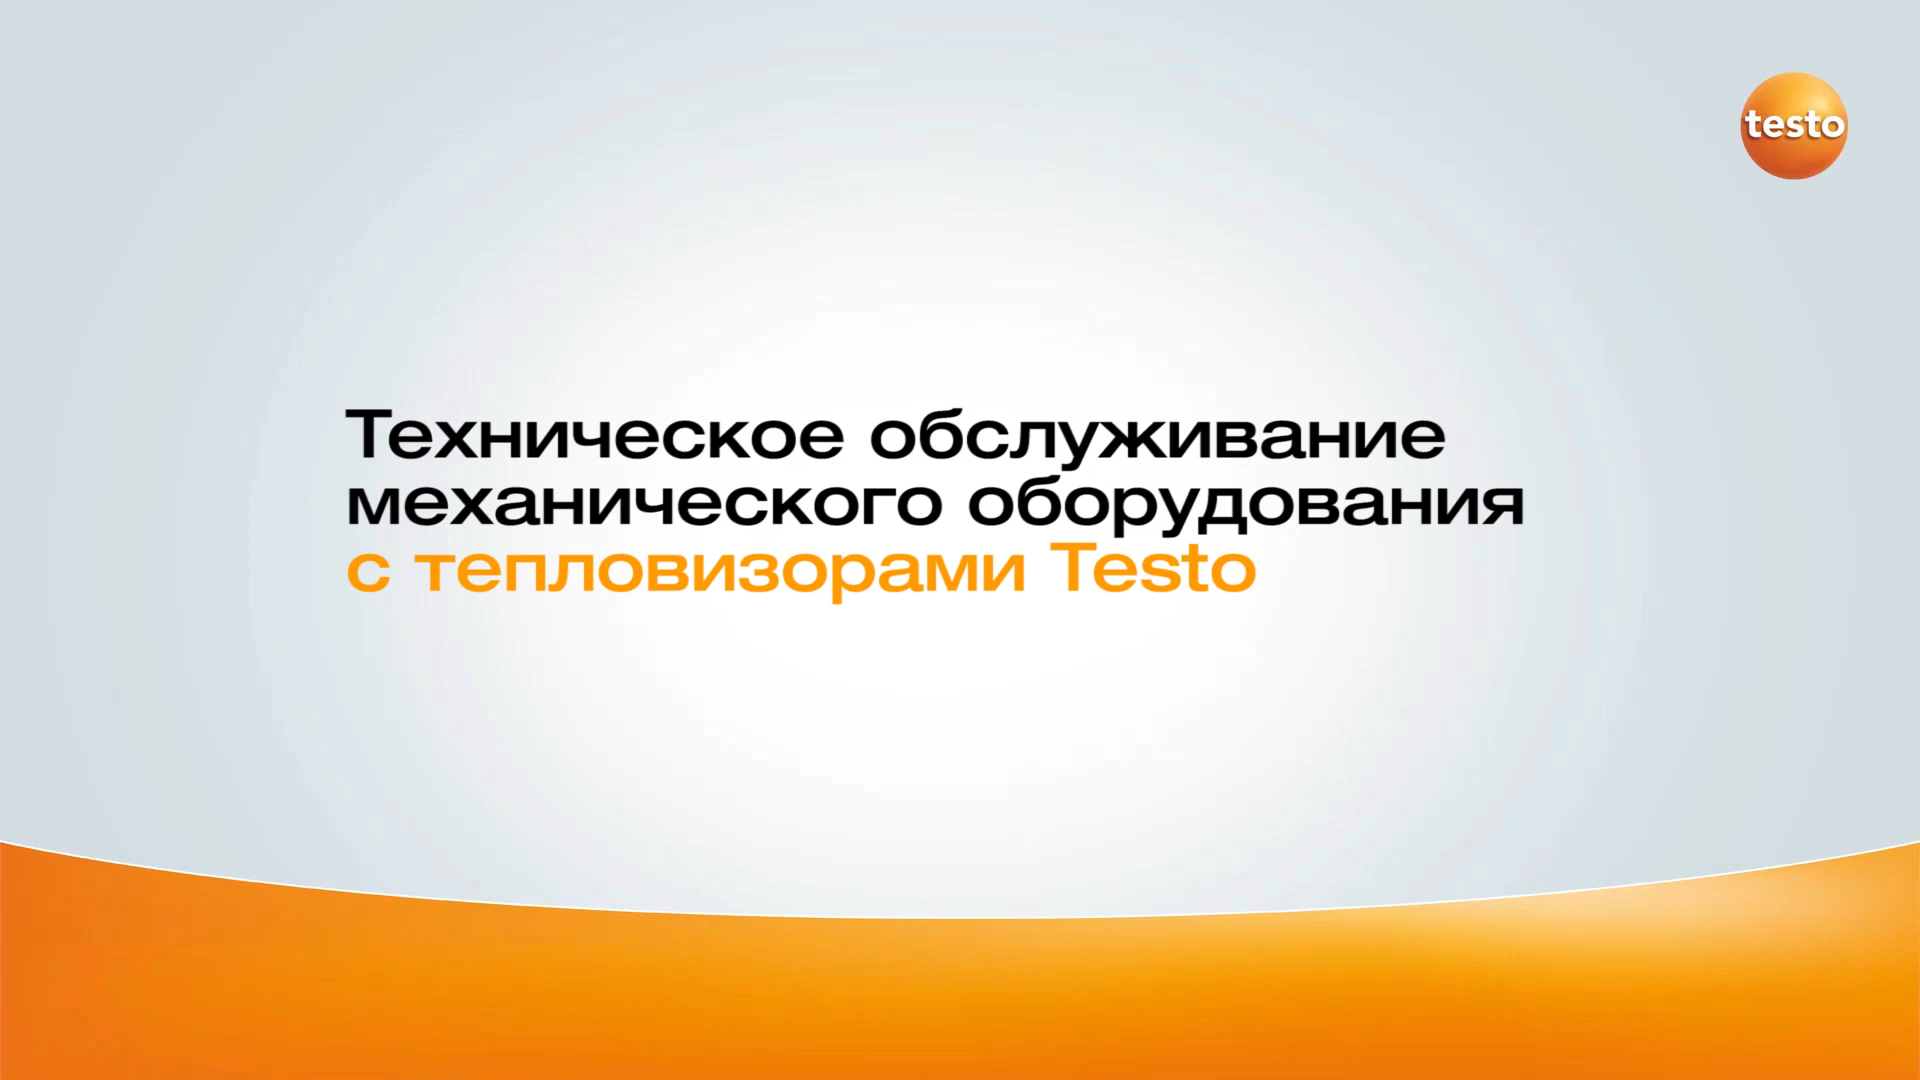 testo
Техническое обслуживание
механического оборудования
с тепловизорами Testo